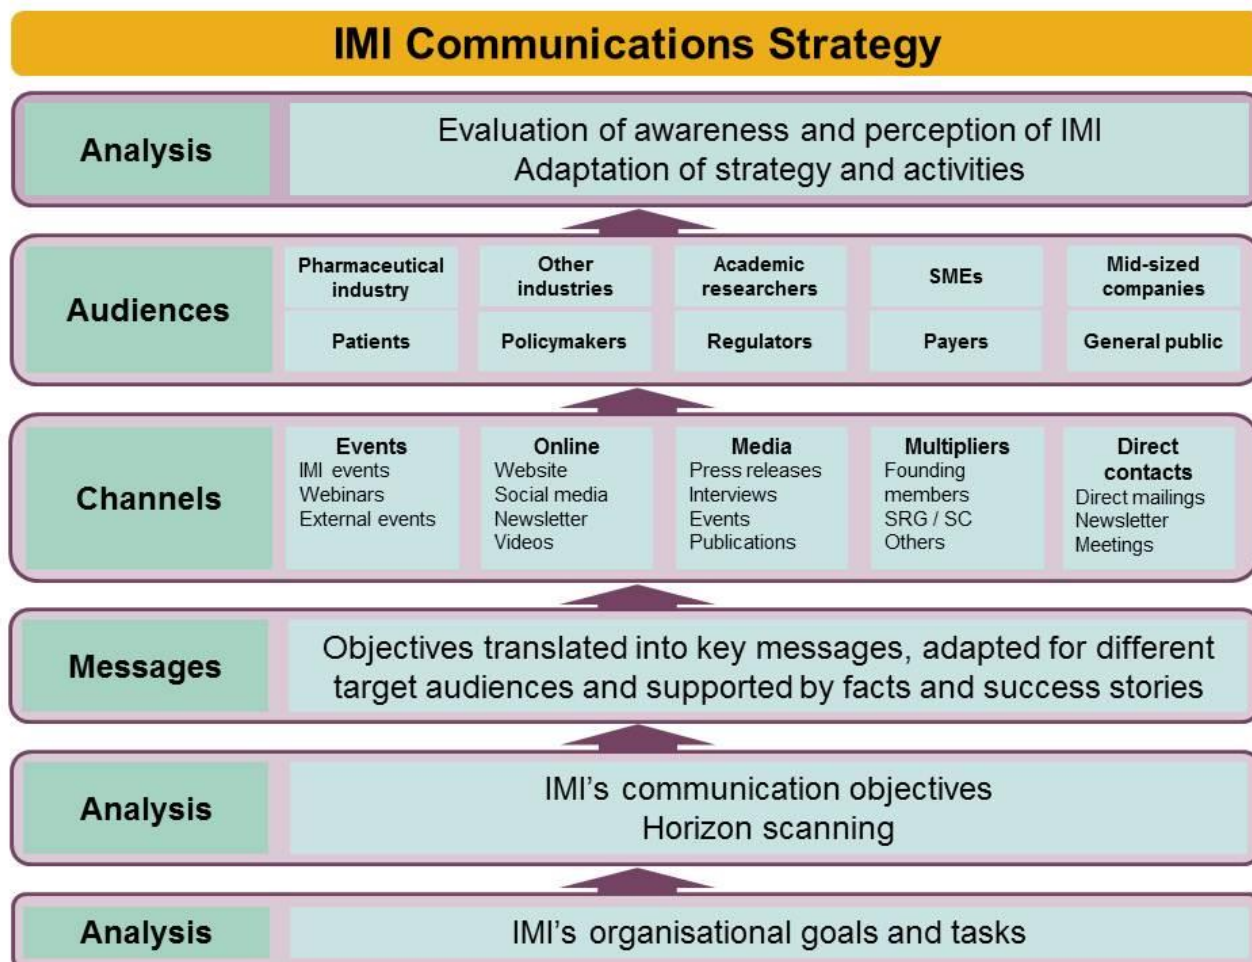 IMI Communications Strategy
Analysis
Evaluation of awareness and perception of IMI
Adaptation of strategy and activities
Audiences
Pharmaceutical
industry
Other
industries
Academic
researchers
SMEs
Mid-sized
companies
Patients
Policymakers
Regulators
Payers
General public
Channels
Events
IMI events
Webinars
External events
Online
Website
Social media
Newsletter
Videos
Media
Press releases
Interviews
Events
Publications
Multipliers
Founding
members
SRG / SC
Others
Direct
contacts
Direct mailings
Newsletter
Meetings
Messages
Objectives translated into key messages, adapted for different
target audiences and supported by facts and success stories
Analysis
IMI's communication objectives
Horizon scanning
Analysis
IMI's organisational goals and tasks